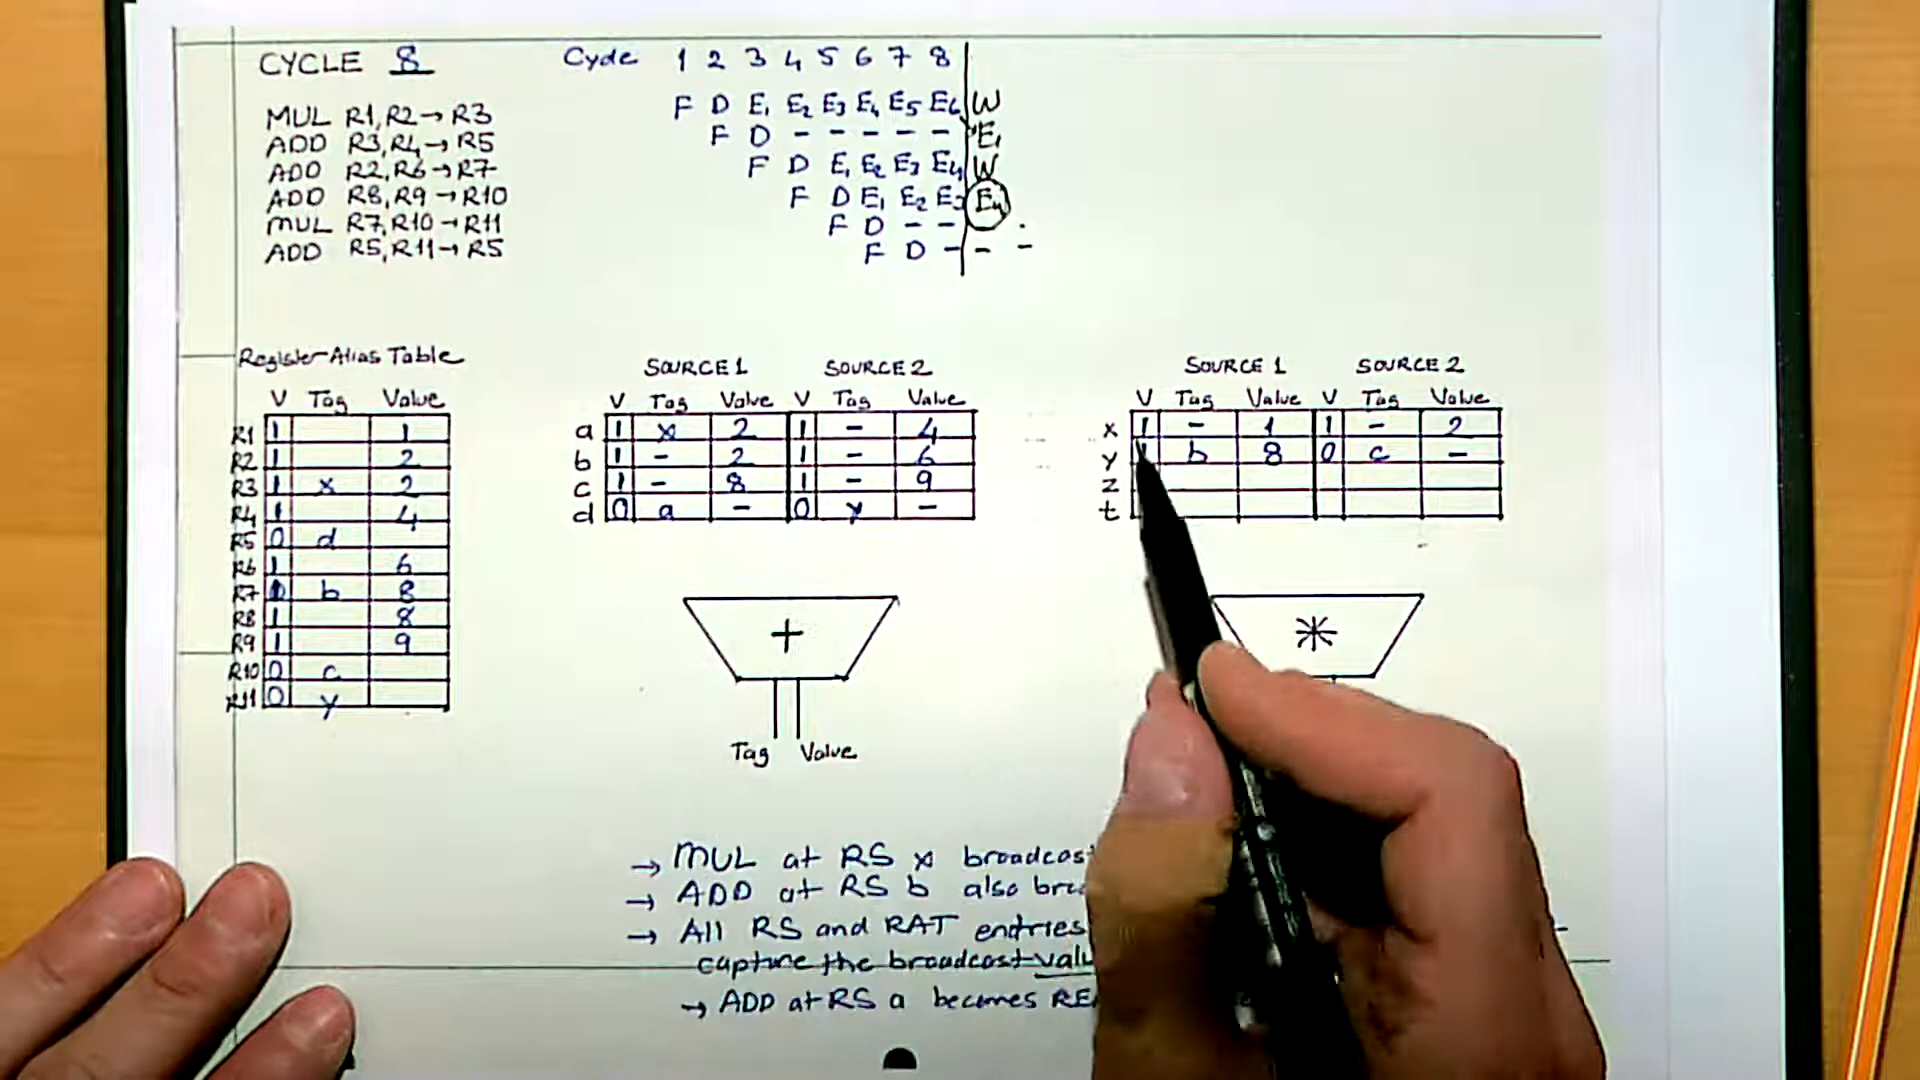 CYCLE 8
MUL R1,R2→R3
ADD R3,R4→R5
ADD R2,R6→R7
ADD R8,R9→R10
MUL R7,R10→R11
ADD R5,R11→R5
Cycle 1 2 3 4 5 6 7 8
F D E1 E2 E3 E4 E5 E6 W
F D - - - - - - E1
F D E1 E2 E3 E4 W
F D E1 E2 E3 E4
F D - - .
F D - - -
Register Alias Table
V Tag Value
R1 1 1
R2 1 2
R3 1 x 2
R4 1 4
R5 0 d
R6 1 6
R7 1 b 8
R8 1 8
R9 1 9
R10 0 c
R11 0 y
SOURCE 1 SOURCE 2
V Tag Value V Tag Value
a 1 x 2 1 - 4
b 1 - 2 1 - 6
c 1 - 8 1 - 9
d 0 a - 0 y -
+
Tag Value
SOURCE 1 SOURCE 2
V Tag Value V Tag Value
x 1 - 1 1 - 2
y 1 b 8 0 c -
z
t
*
→ MUL at RS x broadcast
→ ADD at RS b also
→ All RS and RAT entries
capture the broadcast
→ ADD at RS a becomes